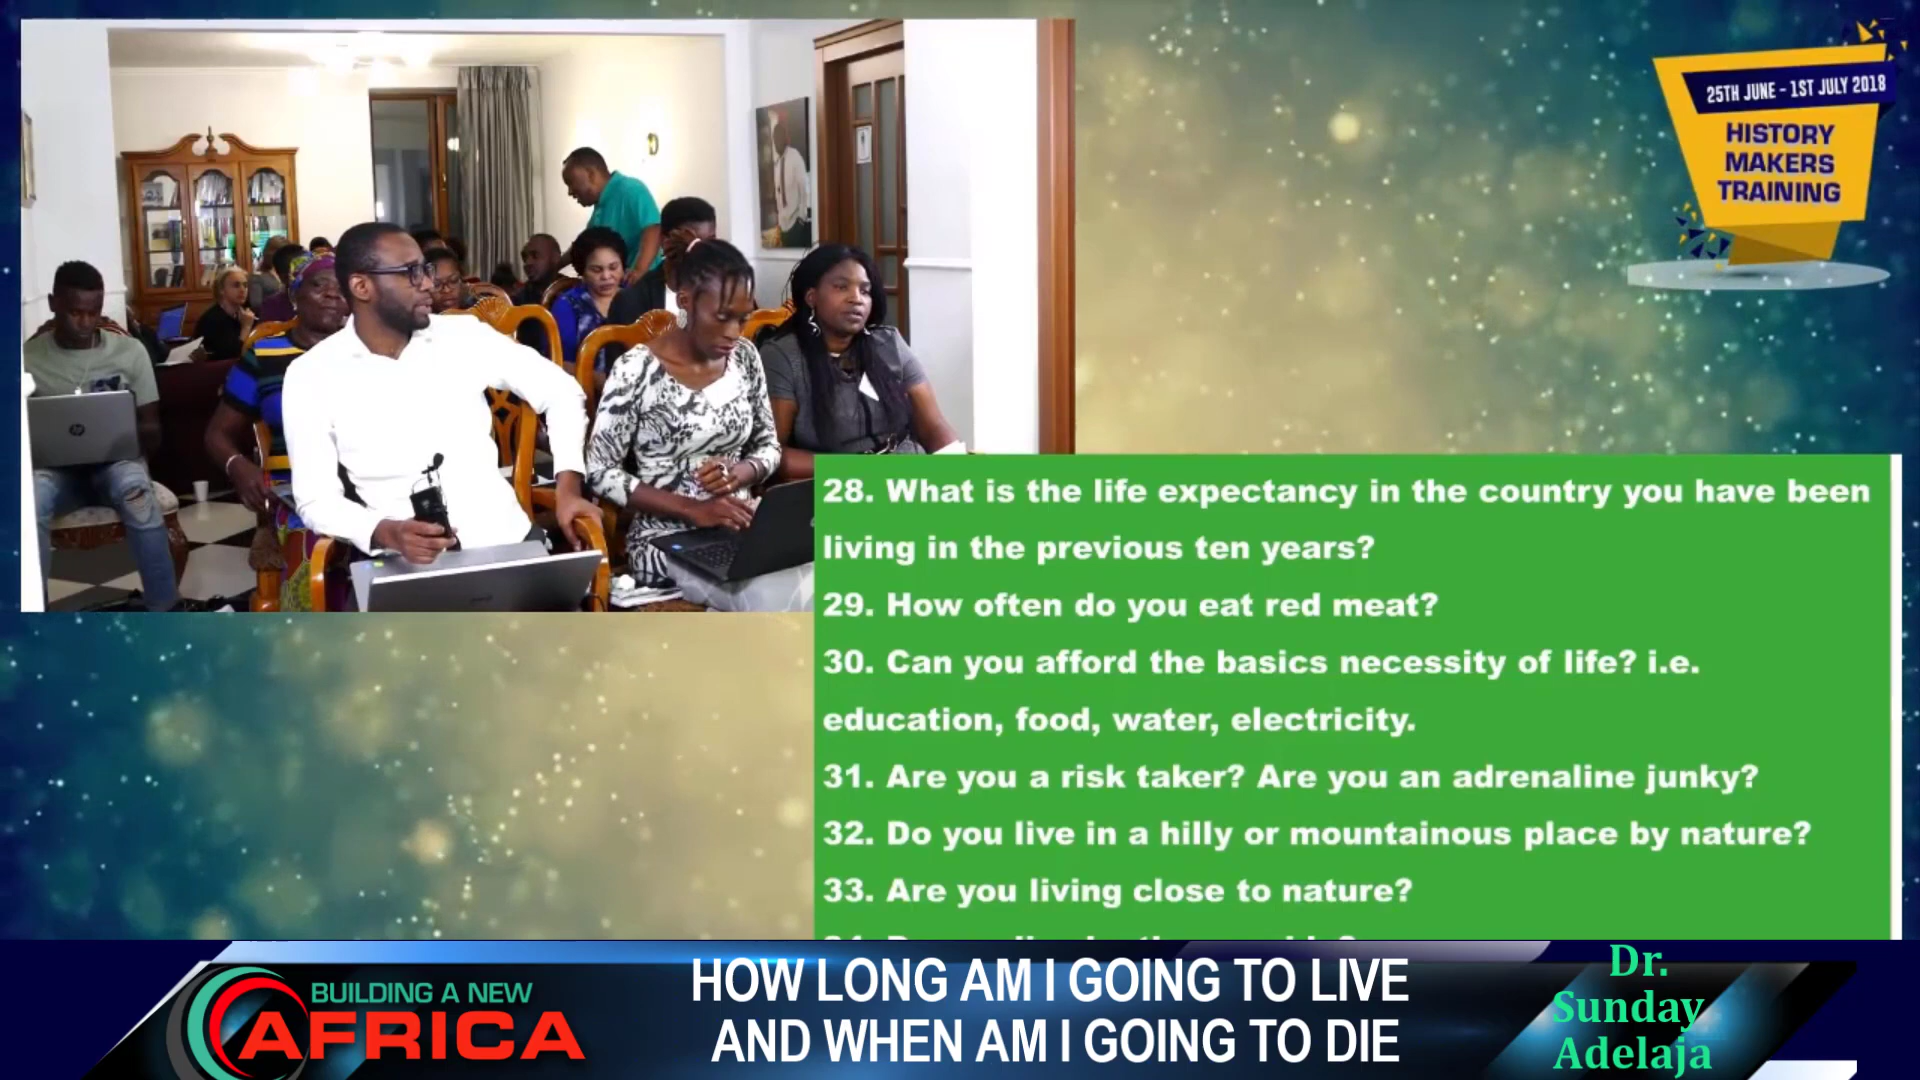 25TH JUNE - 1ST JULY 2018
HISTORY
MAKERS
TRAINING
28. What is the life expectancy in the country you have been
living in the previous ten years?
29. How often do you eat red meat?
30. Can you afford the basics necessity of life? i.e.
education, food, water, electricity.
31. Are you a risk taker? Are you an adrenaline junky?
32. Do you live in a hilly or mountainous place by nature?
33. Are you living close to nature?
BUILDING A NEW
AFRICA
HOW LONG AM I GOING TO LIVE
AND WHEN AM I GOING TO DIE
Dr.
Sunday
Adelaja